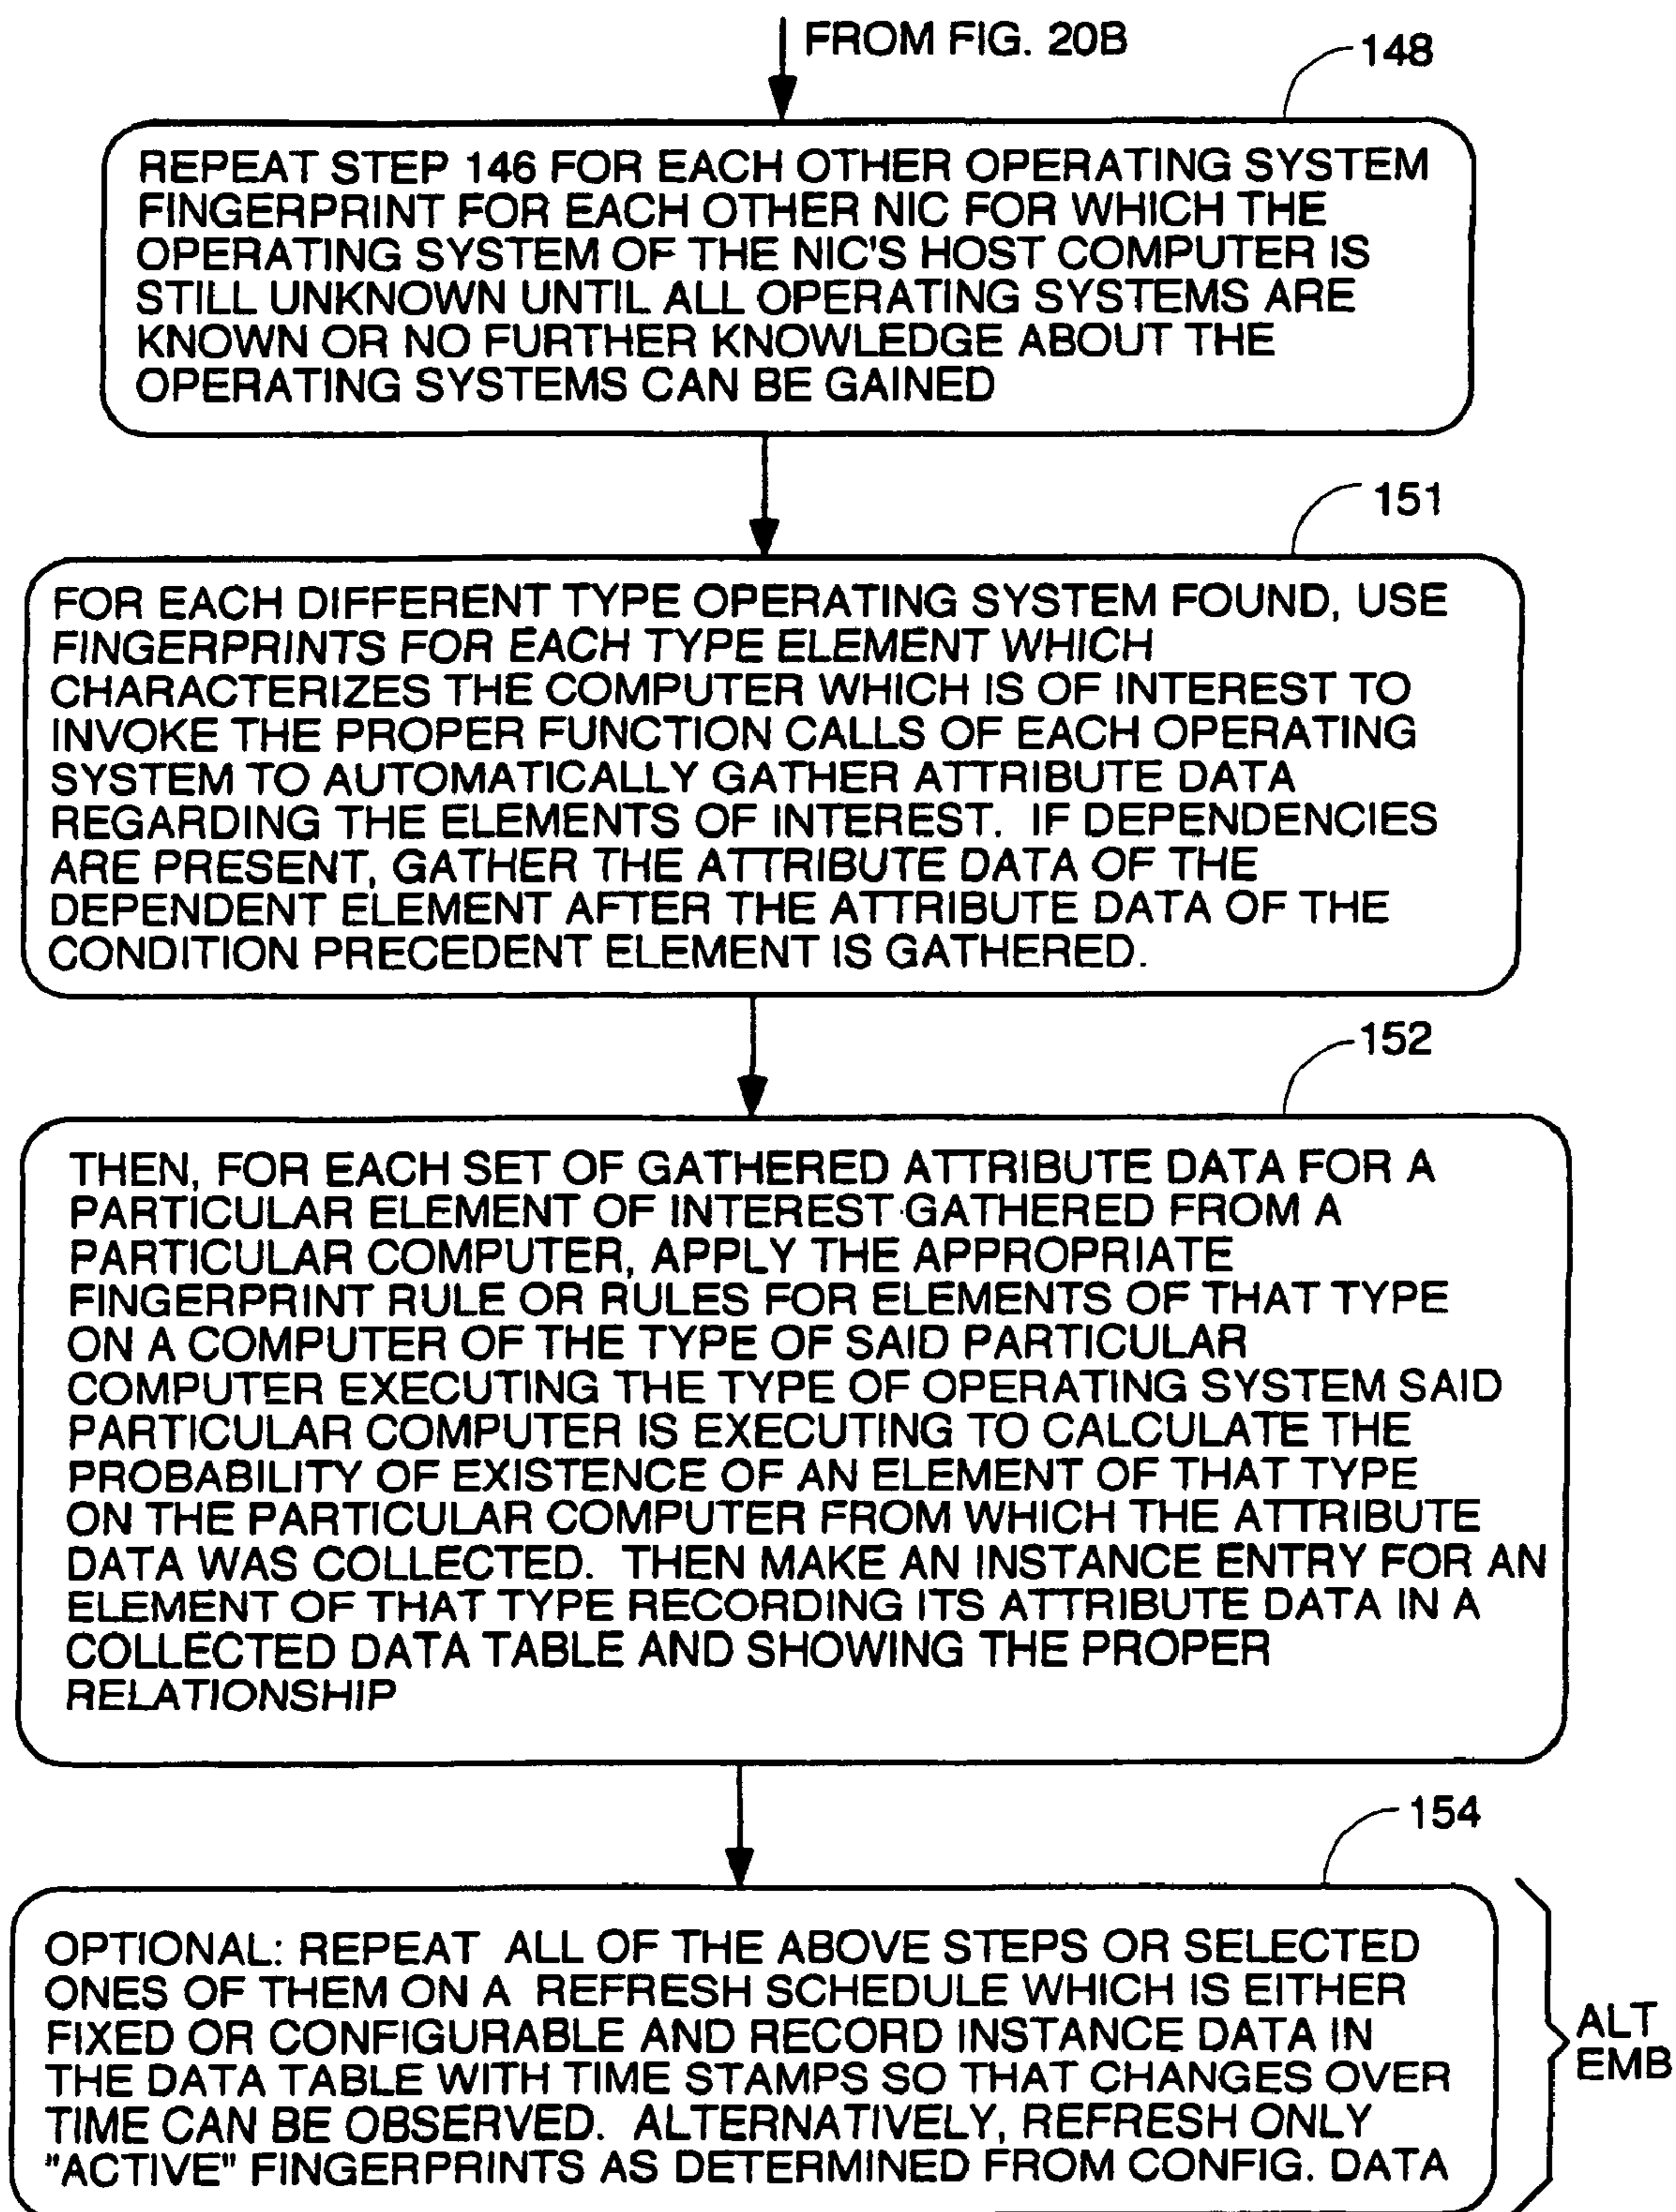 FROM FIG. 20B
148
REPEAT STEP 146 FOR EACH OTHER OPERATING SYSTEM
FINGERPRINT FOR EACH OTHER NIC FOR WHICH THE
OPERATING SYSTEM OF THE NIC'S HOST COMPUTER IS
STILL UNKNOWN UNTIL ALL OPERATING SYSTEMS ARE
KNOWN OR NO FURTHER KNOWLEDGE ABOUT THE
OPERATING SYSTEMS CAN BE GAINED
151
FOR EACH DIFFERENT TYPE OPERATING SYSTEM FOUND, USE
FINGERPRINTS FOR EACH TYPE ELEMENT WHICH
CHARACTERIZES THE COMPUTER WHICH IS OF INTEREST TO
INVOKE THE PROPER FUNCTION CALLS OF EACH OPERATING
SYSTEM TO AUTOMATICALLY GATHER ATTRIBUTE DATA
REGARDING THE ELEMENTS OF INTEREST. IF DEPENDENCIES
ARE PRESENT, GATHER THE ATTRIBUTE DATA OF THE
DEPENDENT ELEMENT AFTER THE ATTRIBUTE DATA OF THE
CONDITION PRECEDENT ELEMENT IS GATHERED.
152
THEN, FOR EACH SET OF GATHERED ATTRIBUTE DATA FOR A
PARTICULAR ELEMENT OF INTEREST GATHERED FROM A
PARTICULAR COMPUTER, APPLY THE APPROPRIATE
FINGERPRINT RULE OR RULES FOR ELEMENTS OF THAT TYPE
ON A COMPUTER OF THE TYPE OF SAID PARTICULAR
COMPUTER EXECUTING THE TYPE OF OPERATING SYSTEM SAID
PARTICULAR COMPUTER IS EXECUTING TO CALCULATE THE
PROBABILITY OF EXISTENCE OF AN ELEMENT OF THAT TYPE
ON THE PARTICULAR COMPUTER FROM WHICH THE ATTRIBUTE
DATA WAS COLLECTED. THEN MAKE AN INSTANCE ENTRY FOR AN
ELEMENT OF THAT TYPE RECORDING ITS ATTRIBUTE DATA IN A
COLLECTED DATA TABLE AND SHOWING THE PROPER
RELATIONSHIP
154
OPTIONAL: REPEAT ALL OF THE ABOVE STEPS OR SELECTED
ONES OF THEM ON A REFRESH SCHEDULE WHICH IS EITHER
FIXED OR CONFIGURABLE AND RECORD INSTANCE DATA IN
THE DATA TABLE WITH TIME STAMPS SO THAT CHANGES OVER
TIME CAN BE OBSERVED. ALTERNATIVELY, REFRESH ONLY
"ACTIVE" FINGERPRINTS AS DETERMINED FROM CONFIG. DATA
ALT
EMB